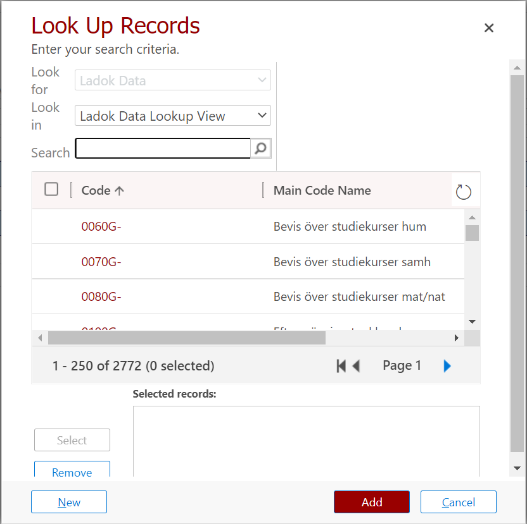 Look Up Records
Enter your search criteria.
Look for
Ladok Data
Look in
Ladok Data Lookup View
Search
Code Main Code Name
0060G- Bevis över studiekurser hum
0070G- Bevis över studiekurser samh
0080G- Bevis över studiekurser mat/nat
1 - 250 of 2772 (0 selected) Page 1
Selected records:
Select
Remove
New Add Cancel